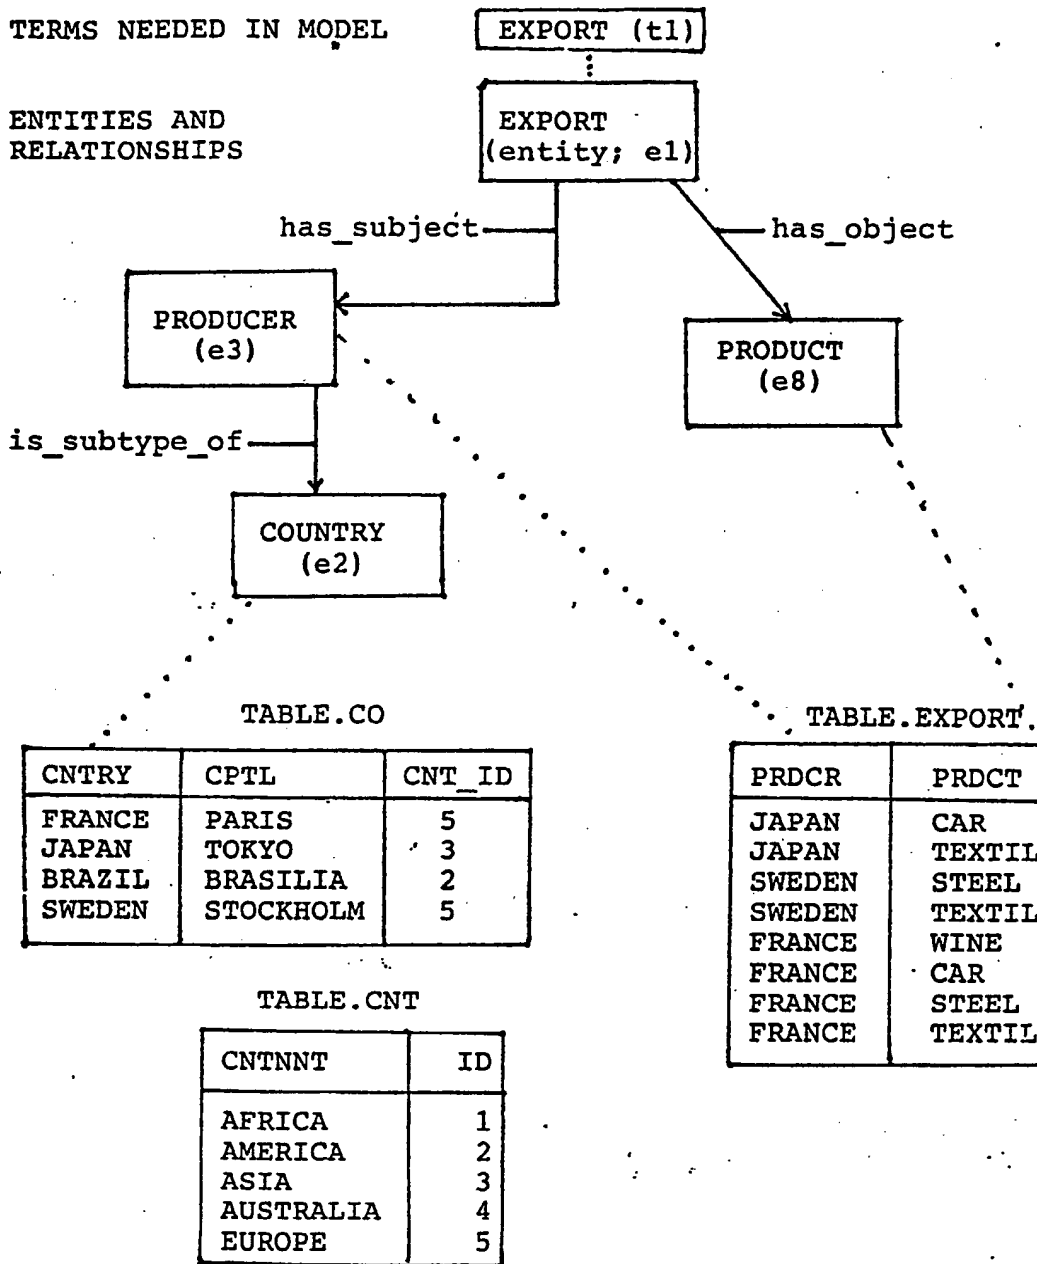 TERMS NEEDED IN MODEL
EXPORT (t1)
ENTITIES AND
RELATIONSHIPS
EXPORT
(entity; e1)
has_subject
has_object
PRODUCER
(e3)
PRODUCT
(e8)
is_subtype_of
COUNTRY
(e2)
TABLE.CO
CNTRY CPTL CNT_ID
FRANCE PARIS 5
JAPAN TOKYO 3
BRAZIL BRASILIA 2
SWEDEN STOCKHOLM 5
TABLE.EXPORT.
PRDCR PRDCT
JAPAN CAR
JAPAN TEXTIL
SWEDEN STEEL
SWEDEN TEXTIL
FRANCE WINE
FRANCE CAR
FRANCE STEEL
FRANCE TEXTIL
TABLE.CNT
CNTNNT ID
AFRICA 1
AMERICA 2
ASIA 3
AUSTRALIA 4
EUROPE 5